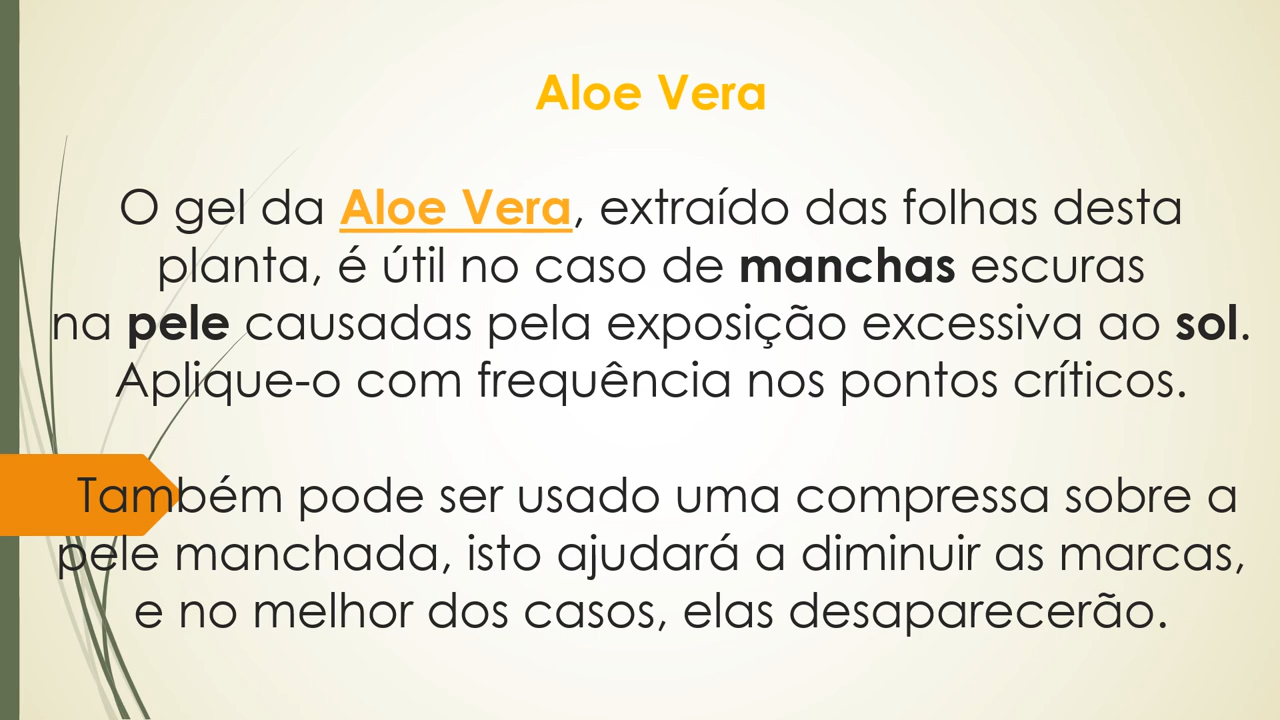 Aloe Vera
O gel da Aloe Vera, extraído das folhas desta
planta, é útil no caso de manchas escuras
na pele causadas pela exposição excessiva ao sol.
Aplique-o com frequência nos pontos críticos.
Também pode ser usado uma compressa sobre a
pele manchada, isto ajudará a diminuir as marcas,
e no melhor dos casos, elas desaparecerão.